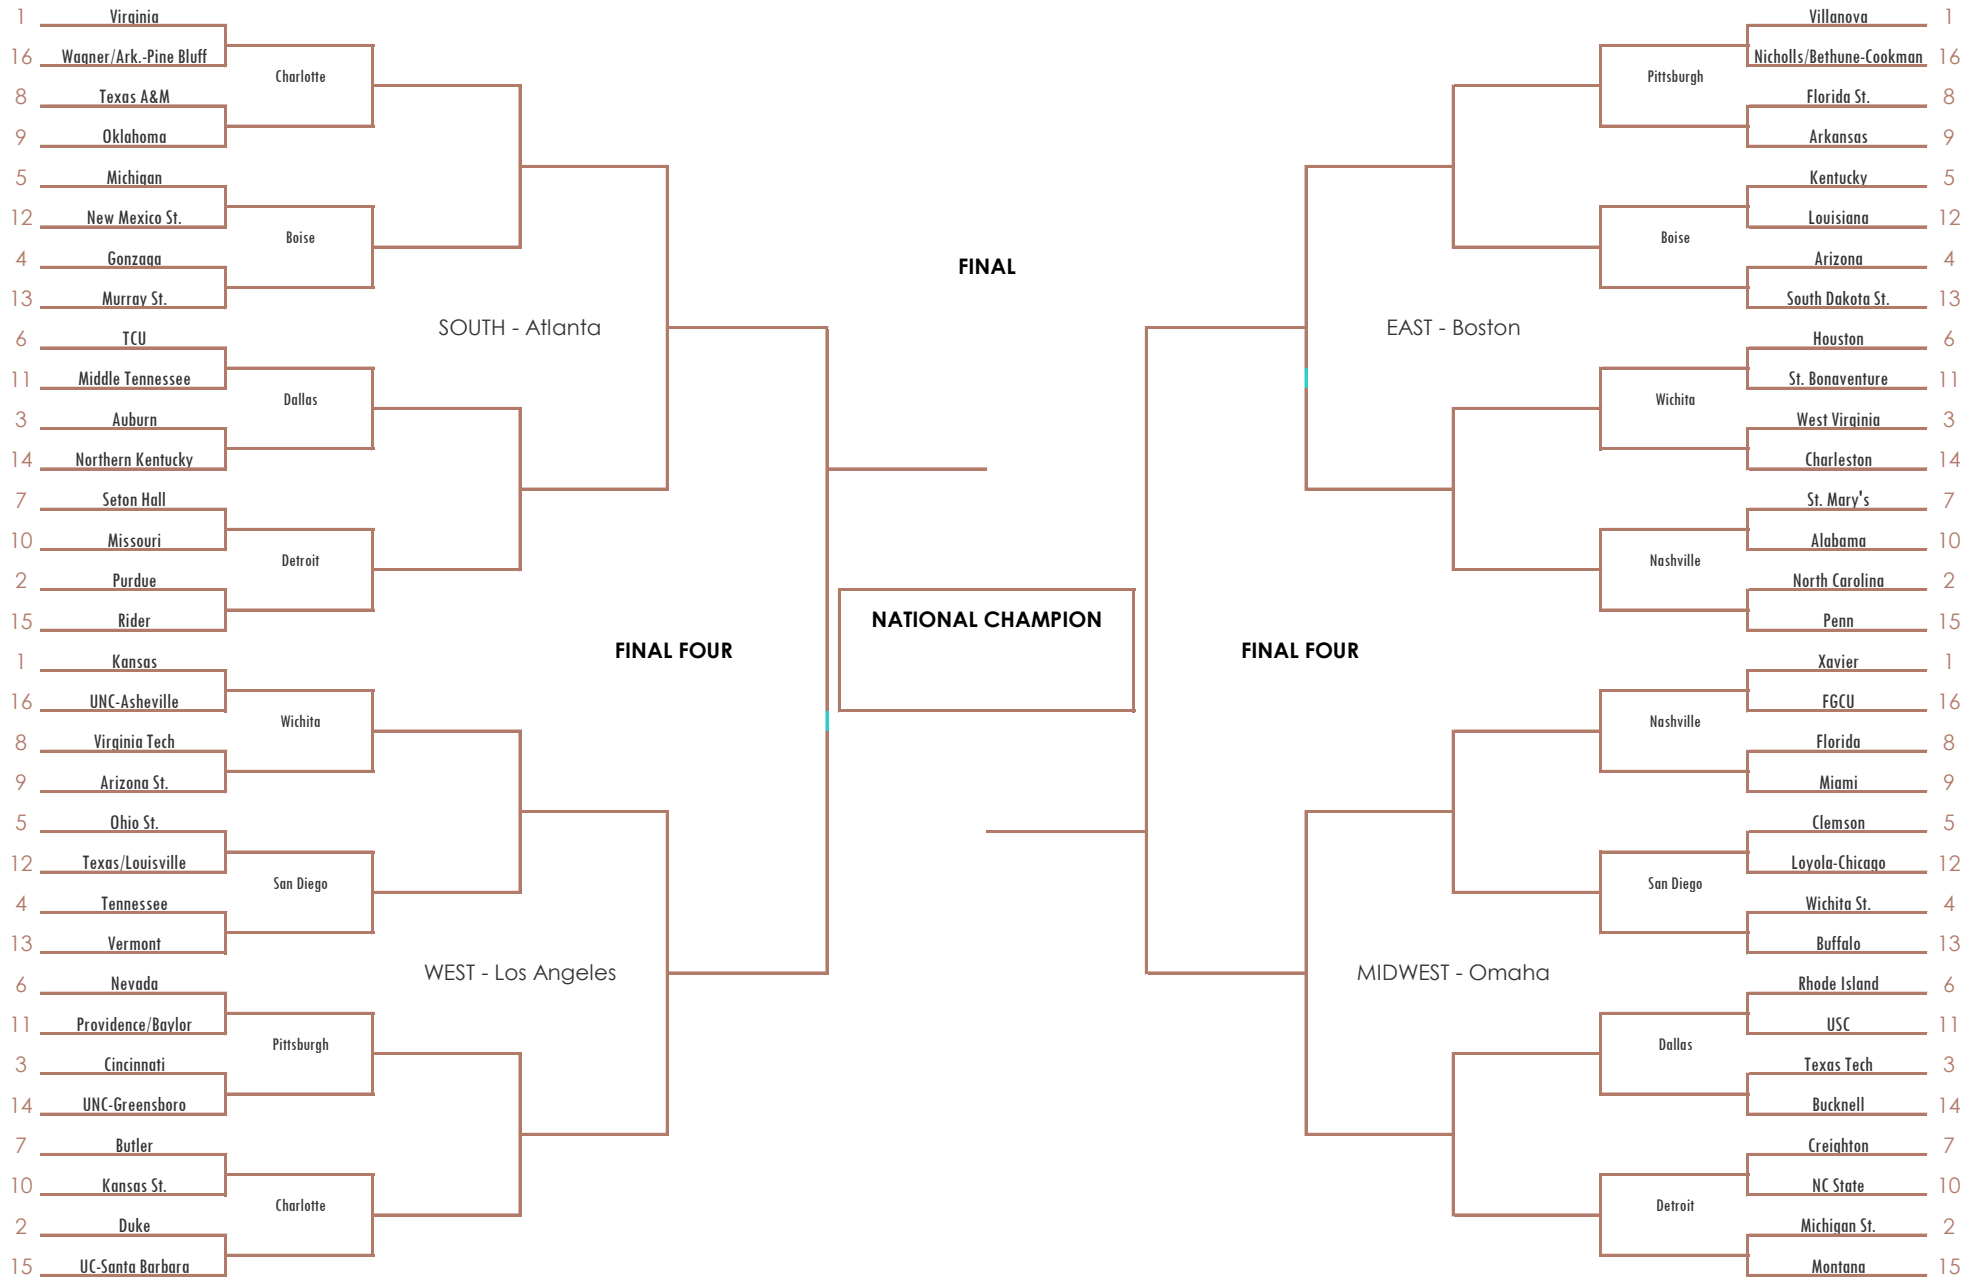 1 Virginia
16 Wagner/Ark.-Pine Bluff
Charlotte
8 Texas A&M
9 Oklahoma
5 Michigan
12 New Mexico St.
Boise
4 Gonzaga
13 Murray St.
SOUTH - Atlanta
6 TCU
11 Middle Tennessee
Dallas
3 Auburn
14 Northern Kentucky
7 Seton Hall
10 Missouri
Detroit
2 Purdue
15 Rider
FINAL FOUR
1 Kansas
16 UNC-Asheville
Wichita
8 Virginia Tech
9 Arizona St.
5 Ohio St.
12 Texas/Louisville
San Diego
4 Tennessee
13 Vermont
WEST - Los Angeles
6 Nevada
11 Providence/Baylor
Pittsburgh
3 Cincinnati
14 UNC-Greensboro
7 Butler
10 Kansas St.
Charlotte
2 Duke
15 UC-Santa Barbara
FINAL
NATIONAL CHAMPION
Villanova 1
Nicholls/Bethune-Cookman 16
Pittsburgh
Florida St. 8
Arkansas 9
Kentucky 5
Louisiana 12
Boise
Arizona 4
South Dakota St. 13
EAST - Boston
Houston 6
St. Bonaventure 11
Wichita
West Virginia 3
Charleston 14
St. Mary's 7
Alabama 10
Nashville
North Carolina 2
Penn 15
FINAL FOUR
Xavier 1
FGCU 16
Nashville
Florida 8
Miami 9
Clemson 5
Loyola-Chicago 12
San Diego
Wichita St. 4
Buffalo 13
MIDWEST - Omaha
Rhode Island 6
USC 11
Dallas
Texas Tech 3
Bucknell 14
Creighton 7
NC State 10
Detroit
Michigan St. 2
Montana 15